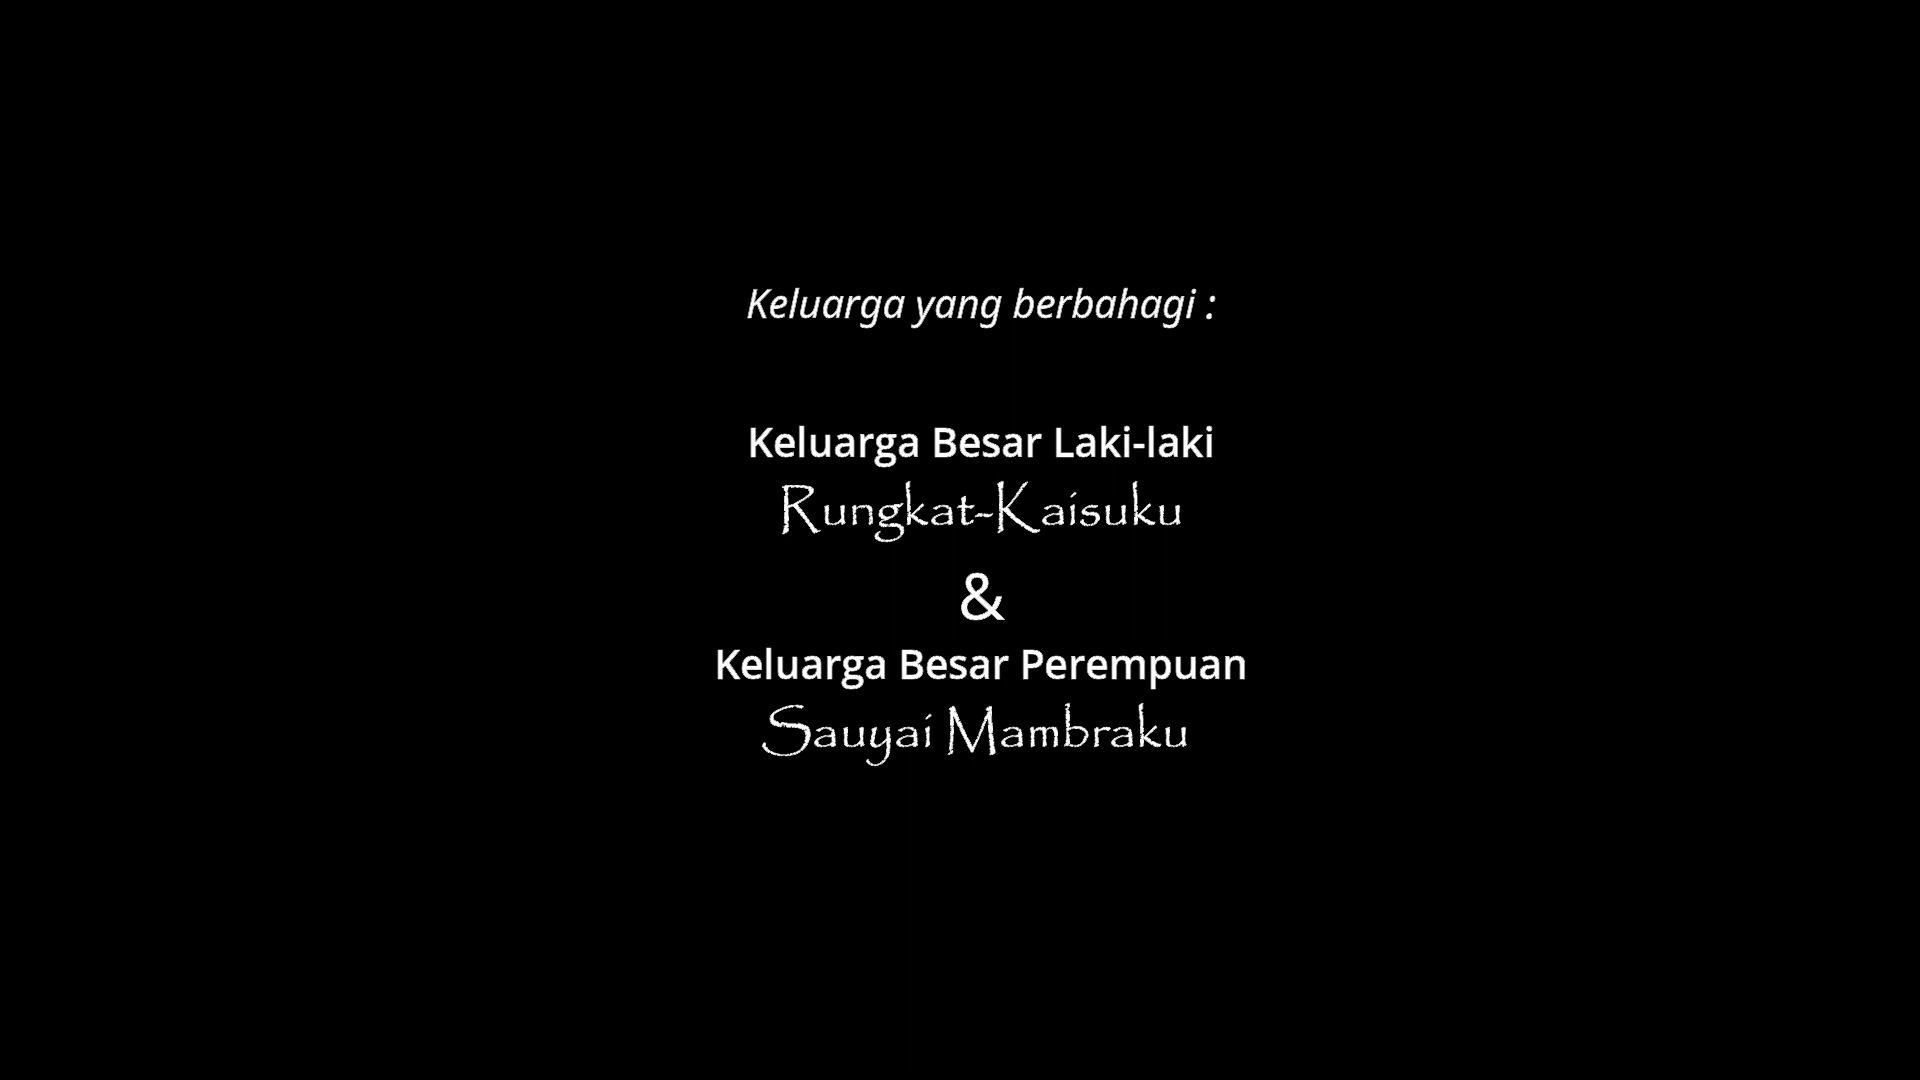 Keluarga yang berbahagi :
Keluarga Besar Laki-laki
Rungkat-Kaisuku
&
Keluarga Besar Perempuan
Sauyai Mambraku